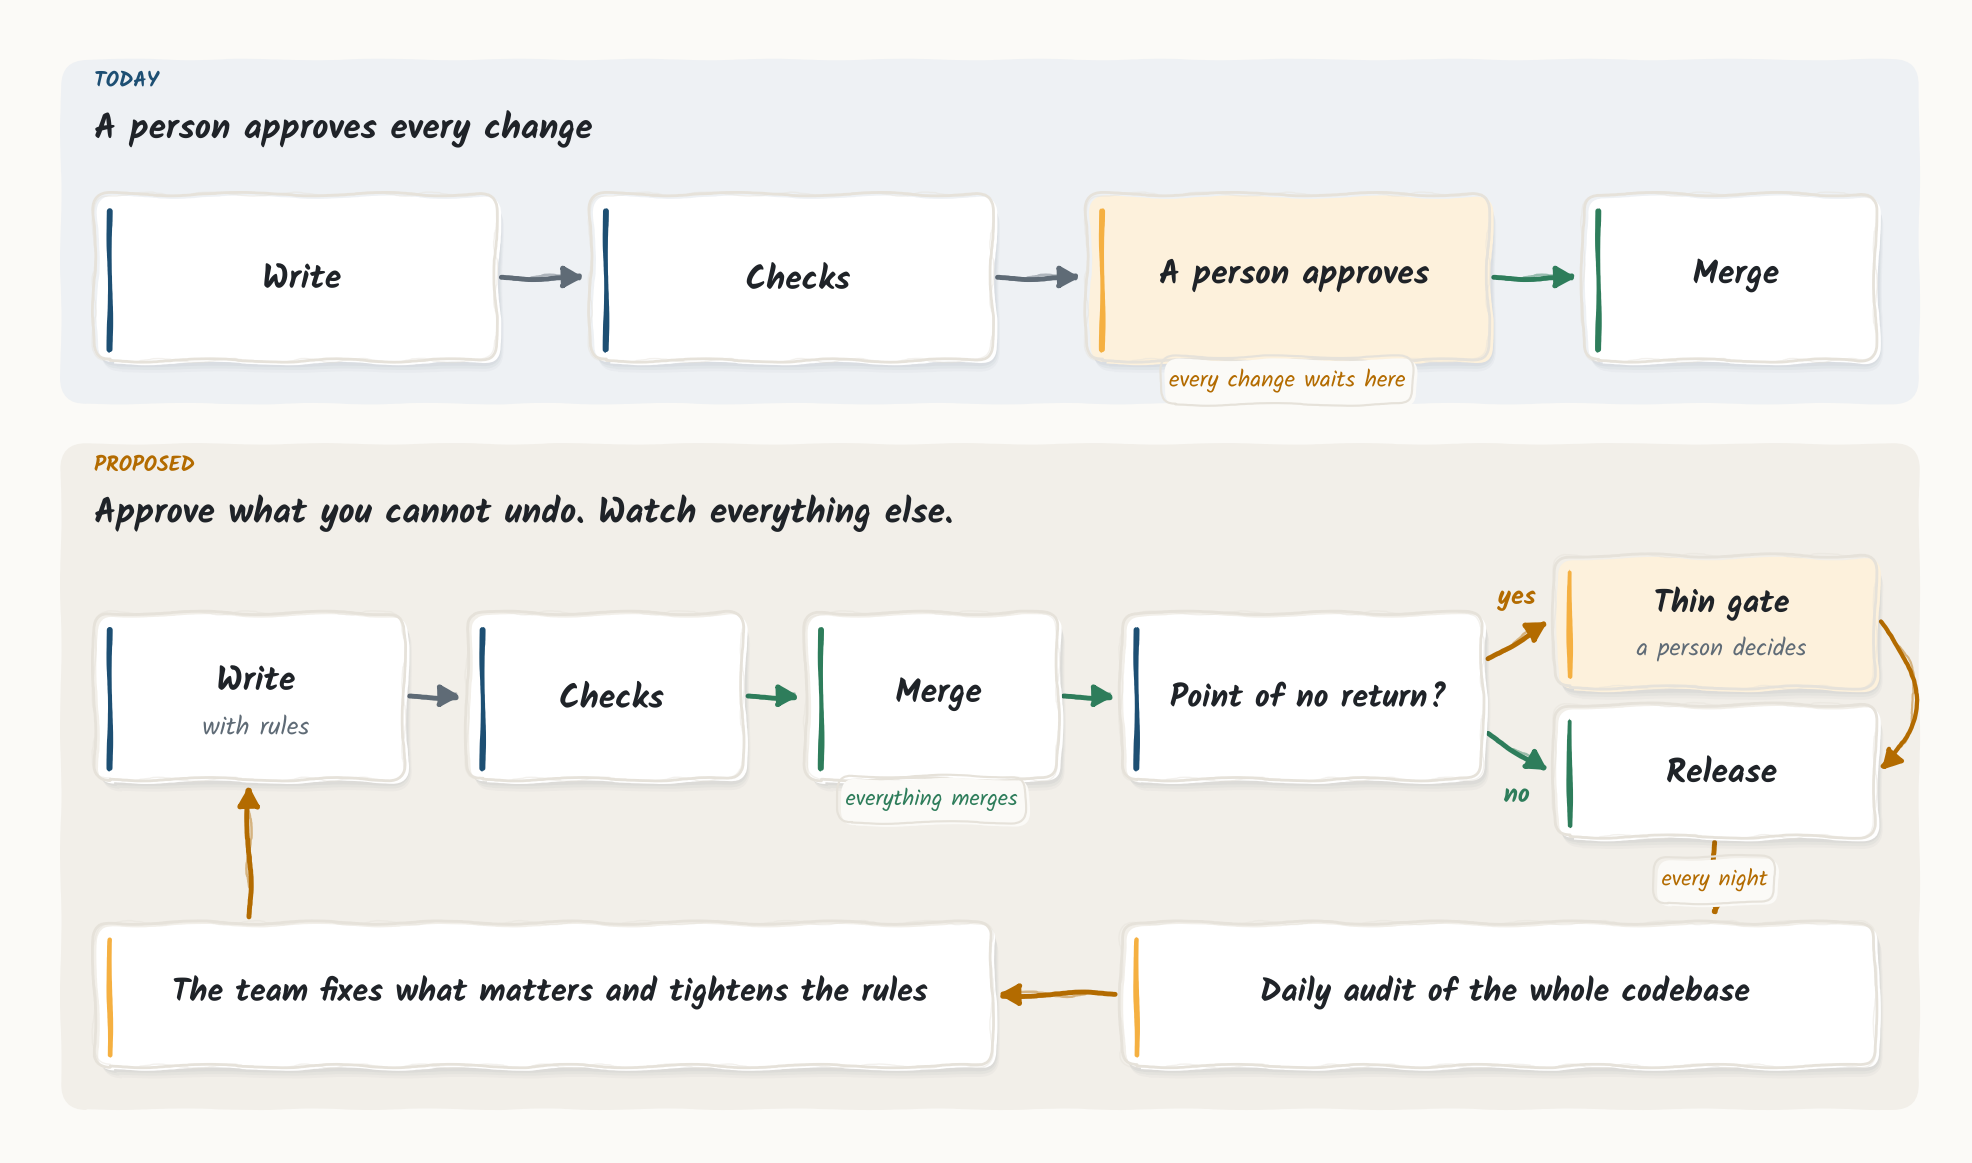 TODAY
A person approves every change
Write
Checks
A person approves
Merge
every change waits here
PROPOSED
Approve what you cannot undo. Watch everything else.
Write
with rules
Checks
Merge
everything merges
Point of no return?
yes
no
Thin gate
a person decides
Release
every night
The team fixes what matters and tightens the rules
Daily audit of the whole codebase